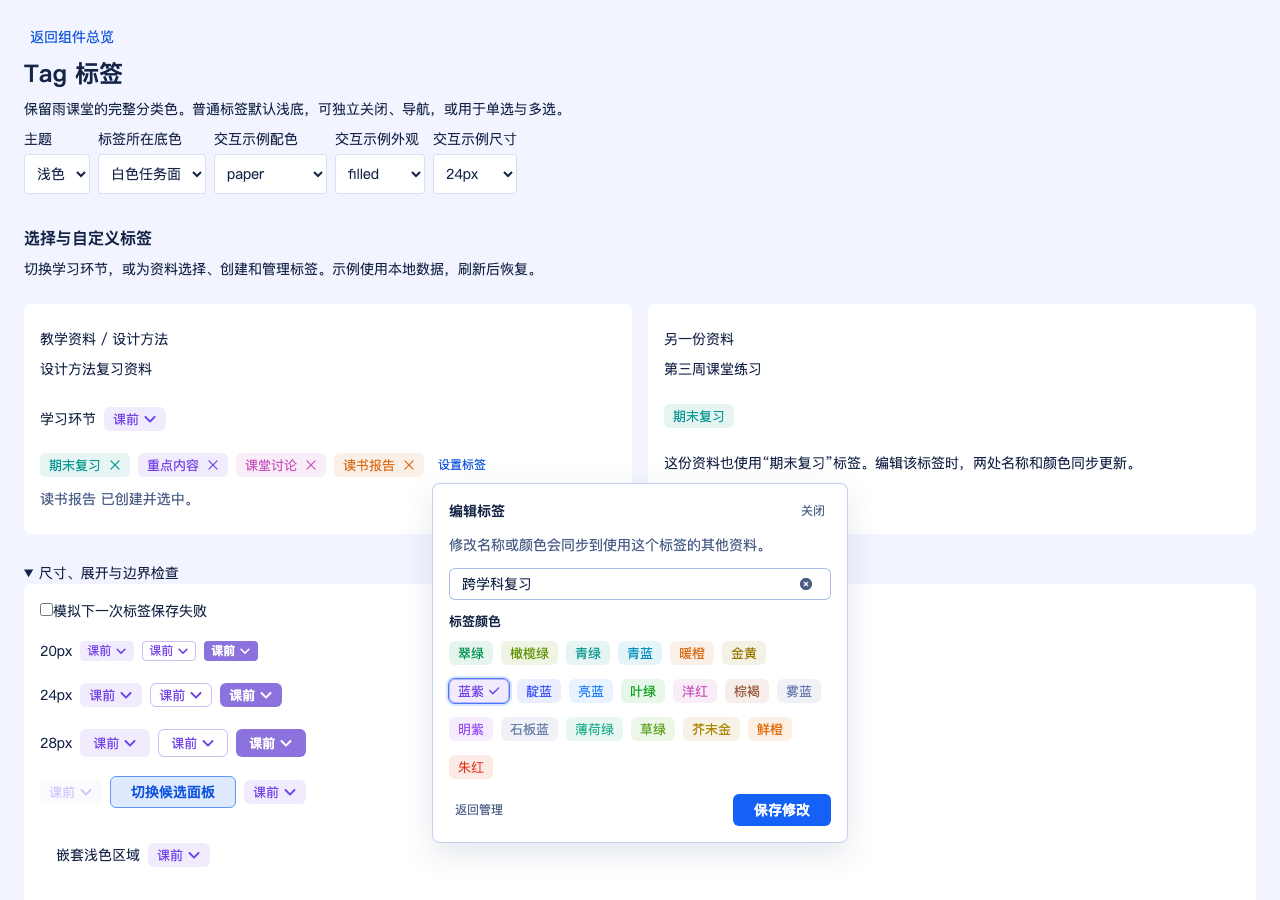 返回组件总览
Tag 标签
保留雨课堂的完整分类色。普通标签默认浅底，可独立关闭、导航，或用于单选与多选。
主题 标签所在底色 交互示例配色 交互示例外观 交互示例尺寸
浅色 白色任务面 paper filled 24px
选择与自定义标签
切换学习环节，或为资料选择、创建和管理标签。示例使用本地数据，刷新后恢复。
教学资料 / 设计方法
设计方法复习资料
学习环节 课前
期末复习 重点内容 课堂讨论 读书报告 设置标签
读书报告 已创建并选中。
另一份资料
第三周课堂练习
期末复习
这份资料也使用“期末复习”标签。编辑该标签时，两处名称和颜色同步更新。
编辑标签 关闭
修改名称或颜色会同步到使用这个标签的其他资料。
跨学科复习
标签颜色
翠绿 橄榄绿 青绿 青蓝 暖橙 金黄
蓝紫 靛蓝 亮蓝 叶绿 洋红 棕褐 雾蓝
明紫 石板蓝 薄荷绿 草绿 芥末金 鲜橙
朱红
返回管理 保存修改
尺寸、展开与边界检查
模拟下一次标签保存失败
20px 课前 课前 课前
24px 课前 课前 课前
28px 课前 课前 课前
课前 切换候选面板 课前
嵌套浅色区域 课前